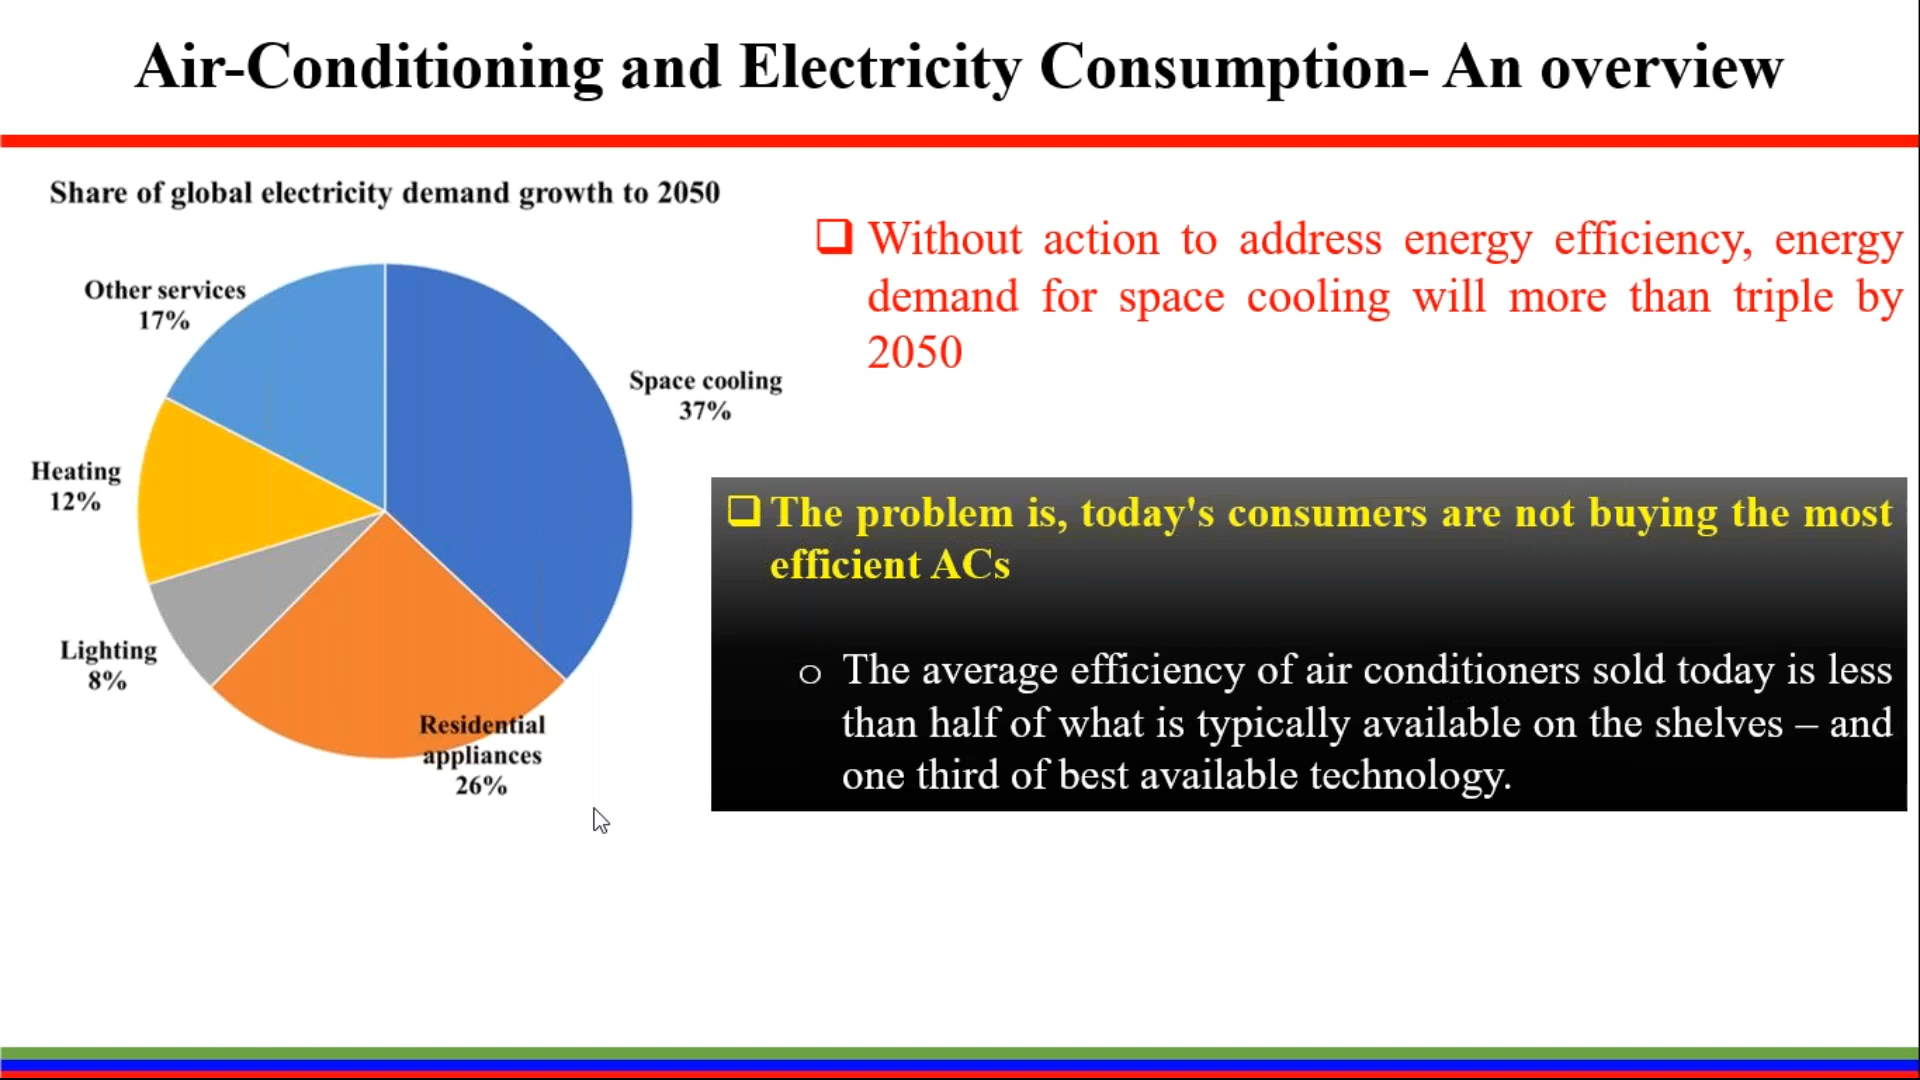 Air-Conditioning and Electricity Consumption- An overview
Share of global electricity demand growth to 2050
Other services
17%
Space cooling
37%
Heating
12%
Lighting
8%
Residential
appliances
26%
Without action to address energy efficiency, energy
demand for space cooling will more than triple by
2050
The problem is, today's consumers are not buying the most
efficient ACs
The average efficiency of air conditioners sold today is less
than half of what is typically available on the shelves – and
one third of best available technology.